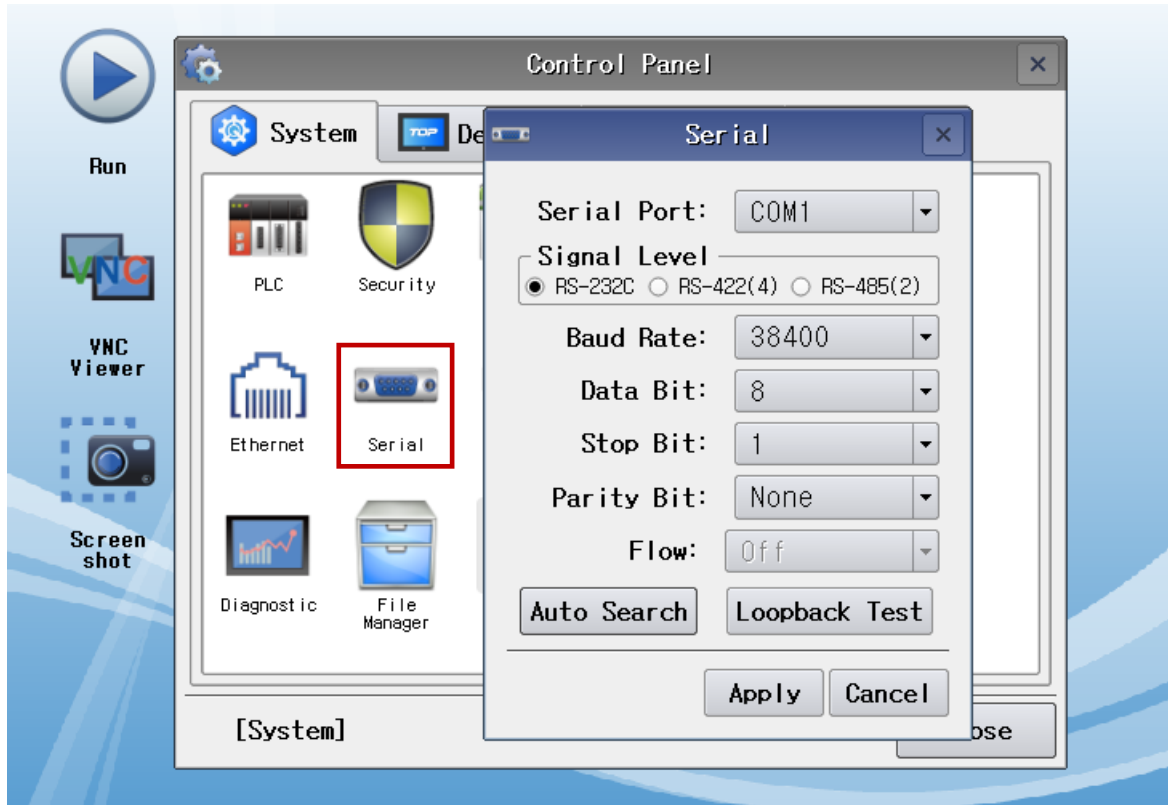 Control Panel
Run
VNC
VNC
Viewer
Screen
shot
System
TOP
De
PLC
Security
Ethernet
Serial
Diagnostic
File
Manager
[System]
ose
Serial
Serial Port: COM1
Signal Level
RS-232C RS-422(4) RS-485(2)
Baud Rate: 38400
Data Bit: 8
Stop Bit: 1
Parity Bit: None
Flow: Off
Auto Search Loopback Test
Apply Cancel